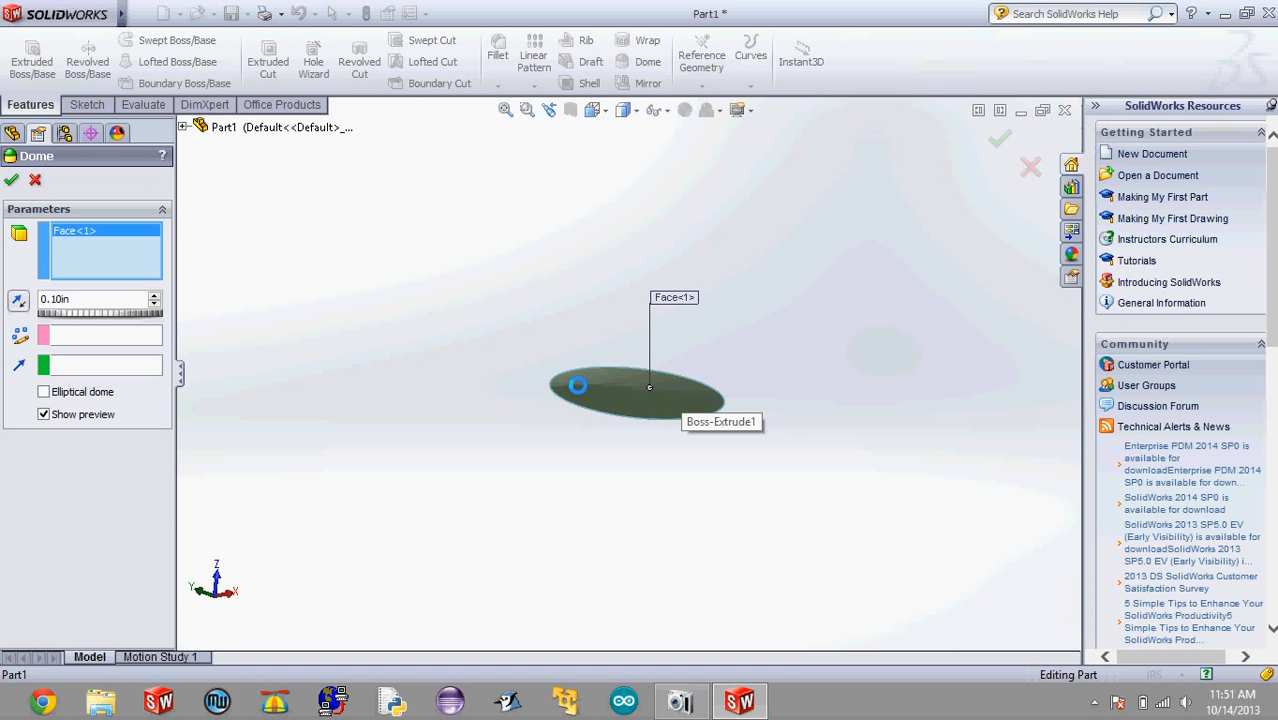 SOLIDWORKS
Part1 *
Search SolidWorks Help
Extruded Boss/Base
Revolved Boss/Base
Swept Boss/Base
Lofted Boss/Base
Boundary Boss/Base
Extruded Cut
Hole Wizard
Revolved Cut
Swept Cut
Lofted Cut
Boundary Cut
Fillet
Linear Pattern
Rib
Draft
Shell
Wrap
Dome
Mirror
Reference Geometry
Curves
Instant3D
Features
Sketch
Evaluate
DimXpert
Office Products
Part1 (Default<<Default>_...
Dome
?
Parameters
Face<1>
0.10in
Elliptical dome
Show preview
Face<1>
Boss-Extrude1
Z
Y
X
SolidWorks Resources
Getting Started
New Document
Open a Document
Making My First Part
Making My First Drawing
Instructors Curriculum
Tutorials
Introducing SolidWorks
General Information
Community
Customer Portal
User Groups
Discussion Forum
Technical Alerts & News
Enterprise PDM 2014 SP0 is
available for
downloadEnterprise PDM 2014
SP0 is available for down...
SolidWorks 2014 SP0 is
available for download
SolidWorks 2013 SP5.0 EV
(Early Visibility) is available
for downloadSolidWorks 2013
SP5.0 EV (Early Visibility) i...
2013 DS SolidWorks Customer
Satisfaction Survey
5 Simple Tips to Enhance Your
SolidWorks Productivity5
Simple Tips to Enhance Your
SolidWorks Prod...
Model
Motion Study 1
Part1
Editing Part
IPS
11:51 AM
10/14/2013